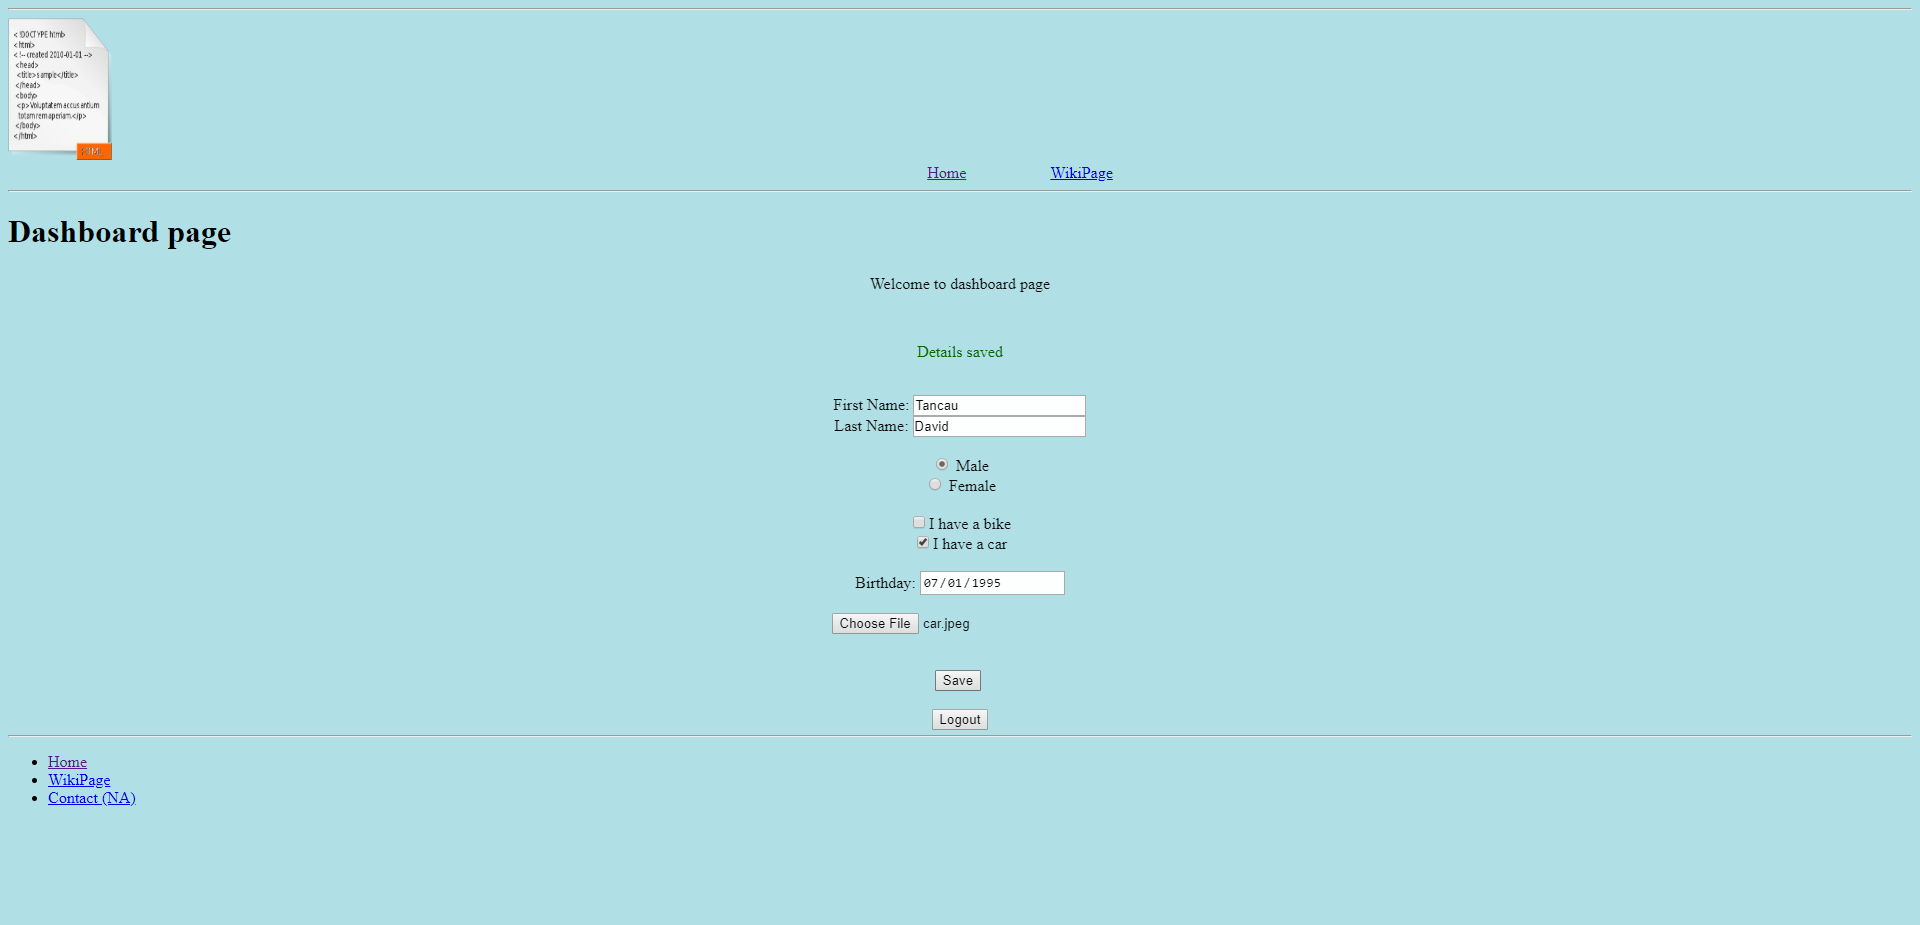 < !DOCTYPE html>
< html>
< !-- created 2010-01-01 -->
<head>
<title>sample</title>
</head>
<body>
<p>Voluptatem accusantium
totam rem aperiam.</p>
</body>
</html>
HTML
Home WikiPage
Dashboard page
Welcome to dashboard page
Details saved
First Name: Tancau
Last Name: David
Male
Female
I have a bike
I have a car
Birthday: 07/01/1995
Choose File car.jpeg
Save
Logout
Home
WikiPage
Contact (NA)